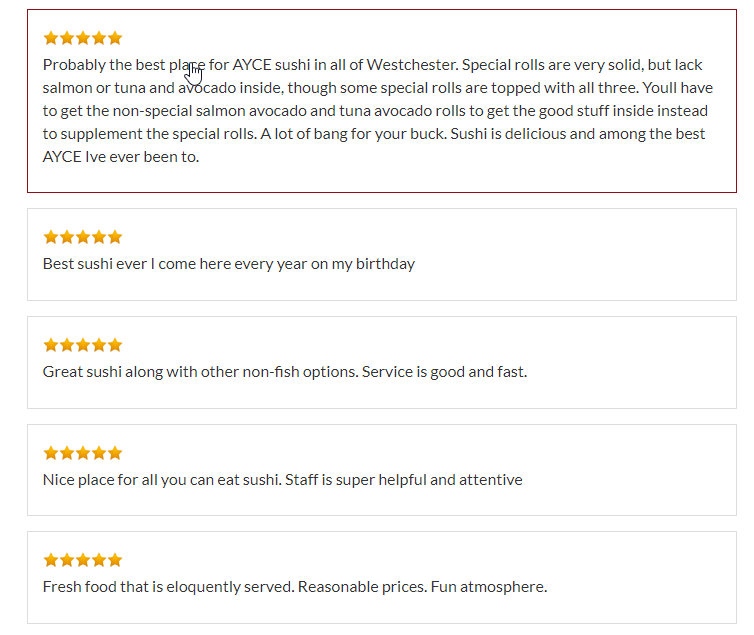 Probably the best place for AYCE sushi in all of Westchester. Special rolls are very solid, but lack
salmon or tuna and avocado inside, though some special rolls are topped with all three. Youll have
to get the non-special salmon avocado and tuna avocado rolls to get the good stuff inside instead
to supplement the special rolls. A lot of bang for your buck. Sushi is delicious and among the best
AYCE Ive ever been to.
Best sushi ever I come here every year on my birthday
Great sushi along with other non-fish options. Service is good and fast.
Nice place for all you can eat sushi. Staff is super helpful and attentive
Fresh food that is eloquently served. Reasonable prices. Fun atmosphere.